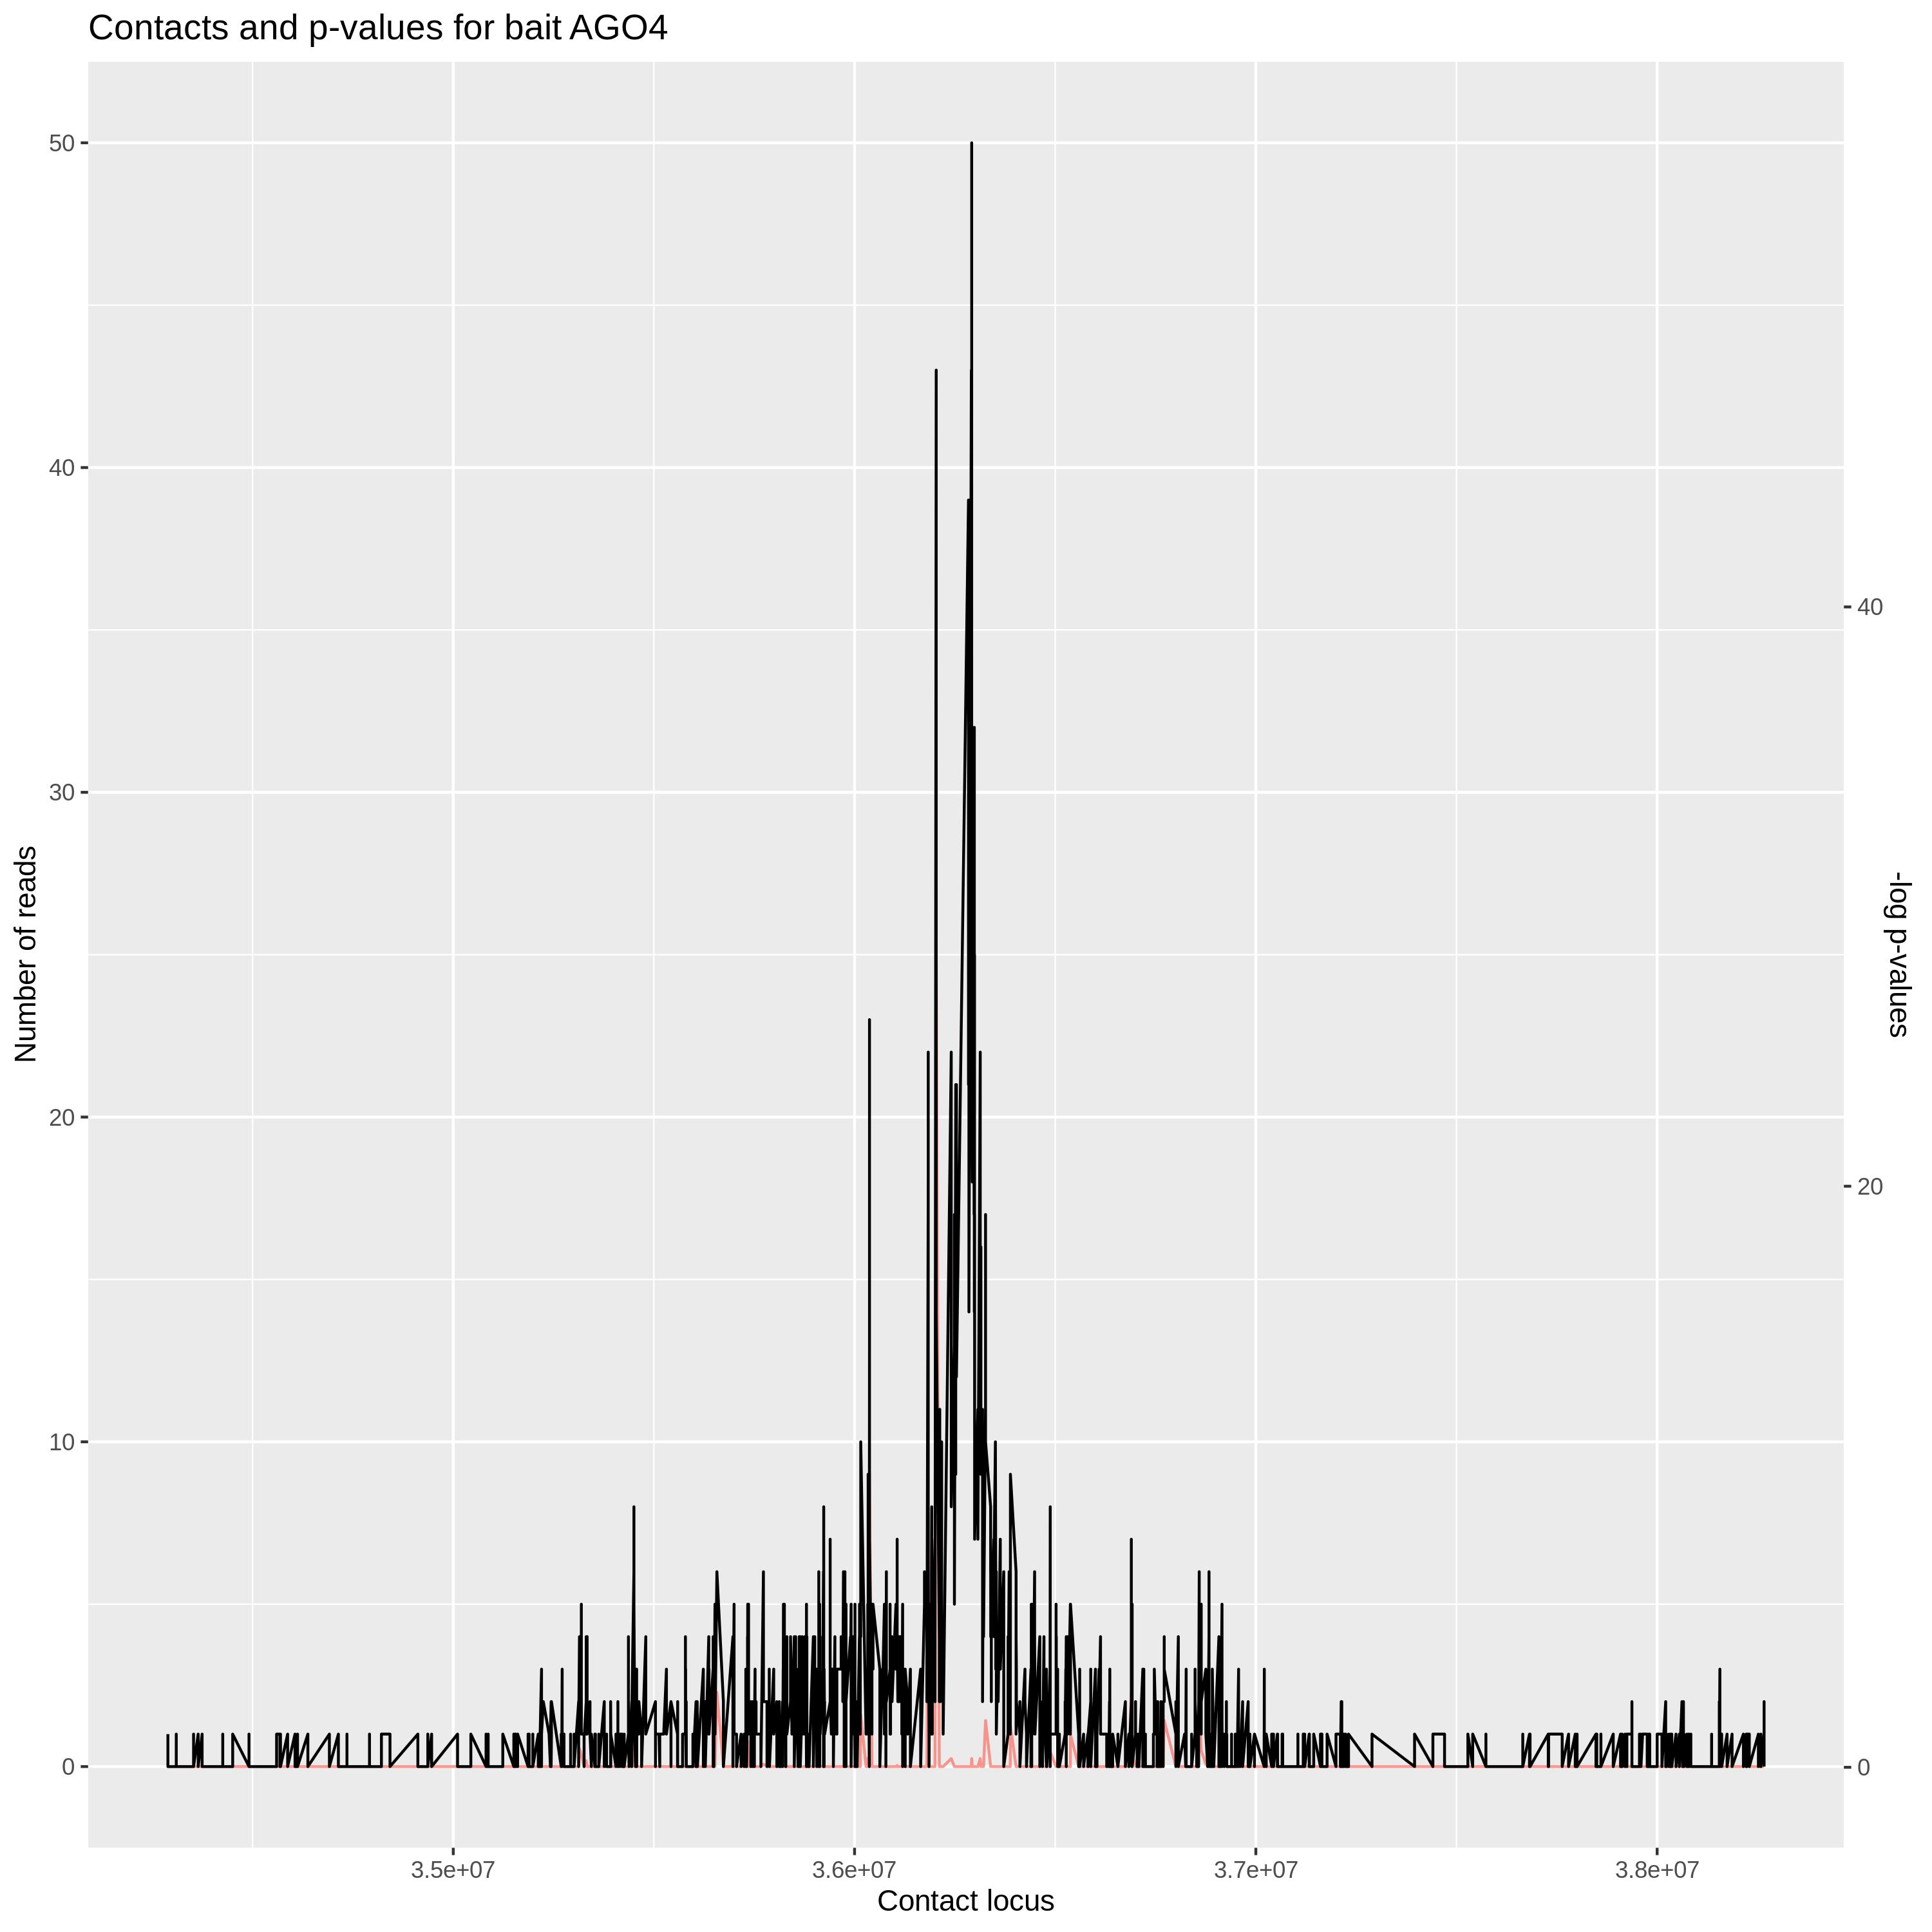 Contacts and p-values for bait AGO4
50
40
30
20
10
0
Number of reads
40
20
0
-log p-values
3.5e+07
3.6e+07
3.7e+07
3.8e+07
Contact locus